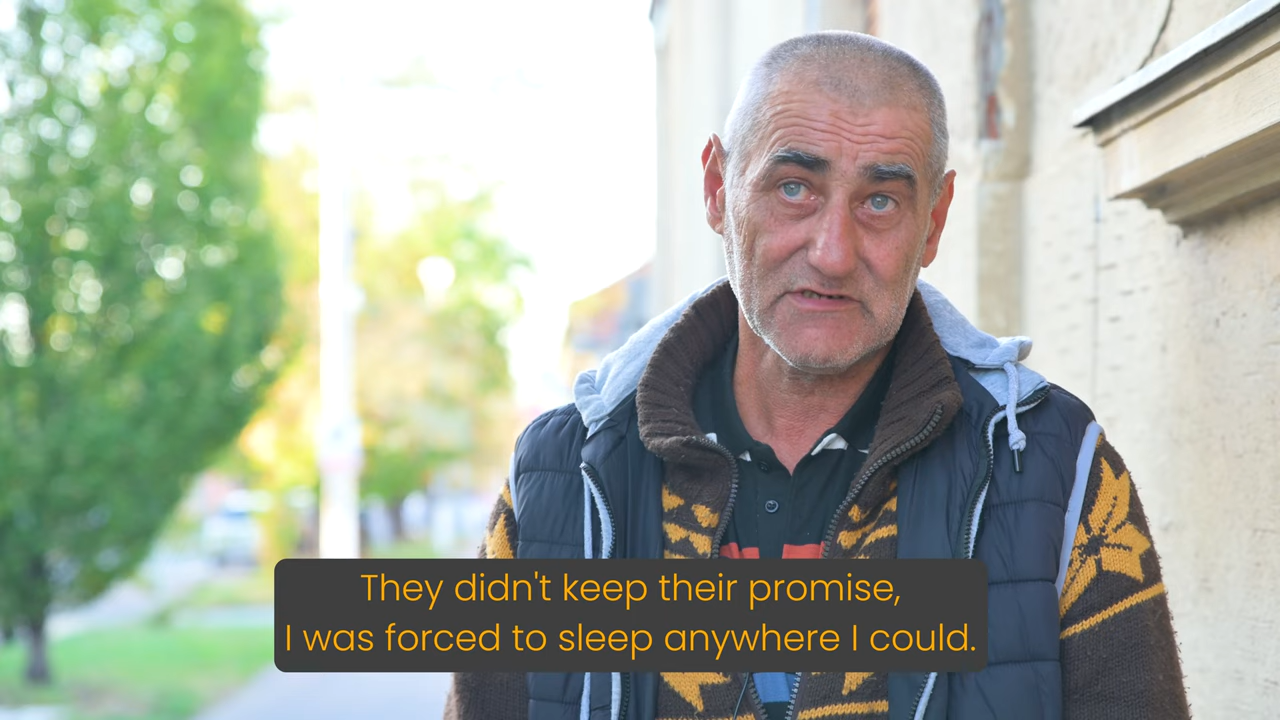 They didn't keep their promise,
I was forced to sleep anywhere I could.